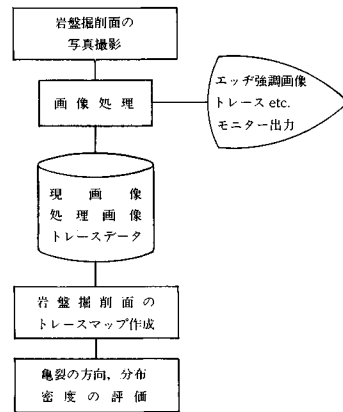 岩盤掘削面の
写真撮影
画像処理
エッヂ強調画像
トレース etc.
モニター出力
現画像
処理画像
トレースデータ
岩盤掘削面の
トレースマップ作成
亀裂の方向，分布
密度の評価